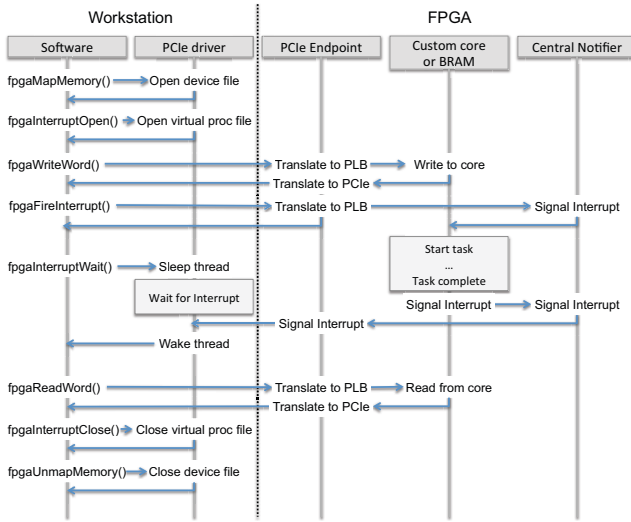 Workstation FPGA
Software PCIe driver PCIe Endpoint Custom core Central Notifier
or BRAM
fpgaMapMemory() Open device file
fpgaInterruptOpen() Open virtual proc file
fpgaWriteWord() Translate to PLB Write to core
Translate to PCIe
fpgaFireInterrupt() Translate to PLB Signal Interrupt
Start task
...
Task complete
fpgaInterruptWait() Sleep thread
Wait for Interrupt
Signal Interrupt Signal Interrupt
Signal Interrupt
Wake thread
fpgaReadWord() Translate to PLB Read from core
Translate to PCIe
fpgaInterruptClose() Close virtual proc file
fpgaUnmapMemory() Close device file